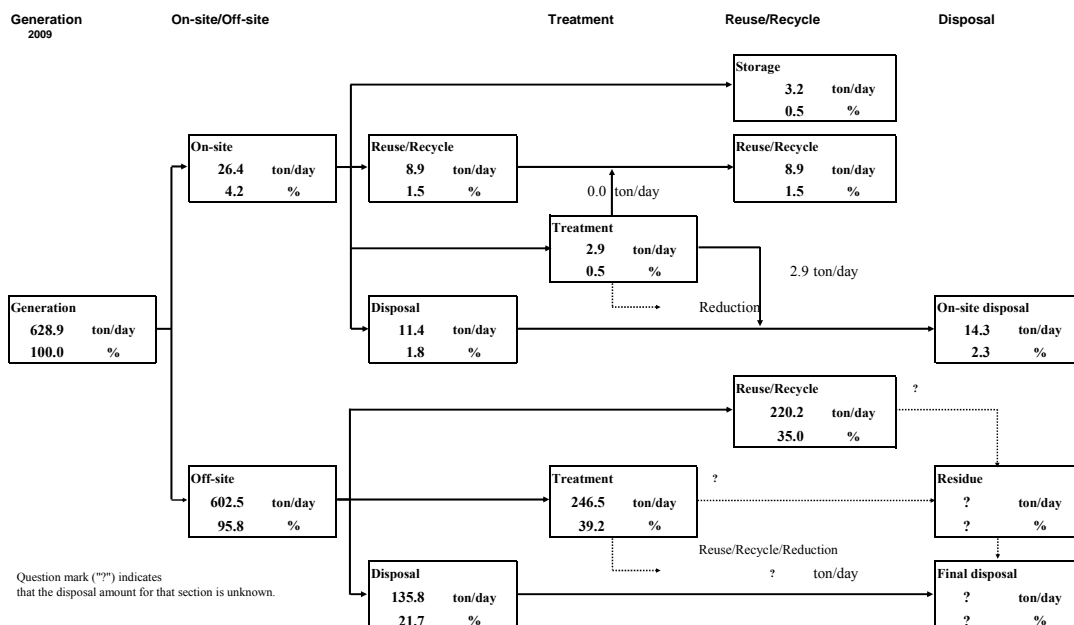 Generation On-site/Off-site Treatment Reuse/Recycle Disposal
2009
Storage
3.2 ton/day
0.5 %
On-site
26.4 ton/day
4.2 %
Reuse/Recycle
8.9 ton/day
1.5 %
Reuse/Recycle
8.9 ton/day
1.5 %
0.0 ton/day
Treatment
2.9 ton/day
0.5 %
2.9 ton/day
Reduction
Generation
628.9 ton/day
100.0 %
Disposal
11.4 ton/day
1.8 %
On-site disposal
14.3 ton/day
2.3 %
Reuse/Recycle
220.2 ton/day
35.0 %
?
Off-site
602.5 ton/day
95.8 %
Treatment
246.5 ton/day
39.2 %
?
Residue
? ton/day
? %
Reuse/Recycle/Reduction
? ton/day
Disposal
135.8 ton/day
21.7 %
Final disposal
? ton/day
? %
Question mark ("?") indicates
that the disposal amount for that section is unknown.